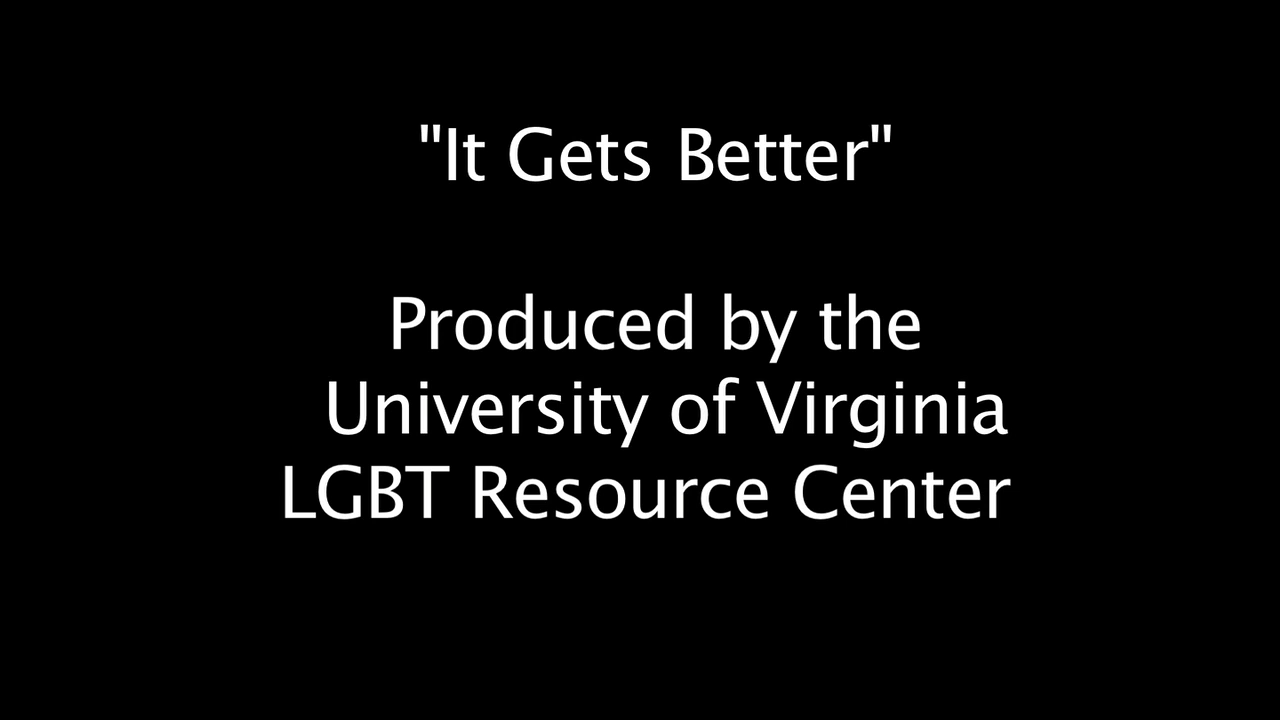 "It Gets Better"
Produced by the
University of Virginia
LGBT Resource Center